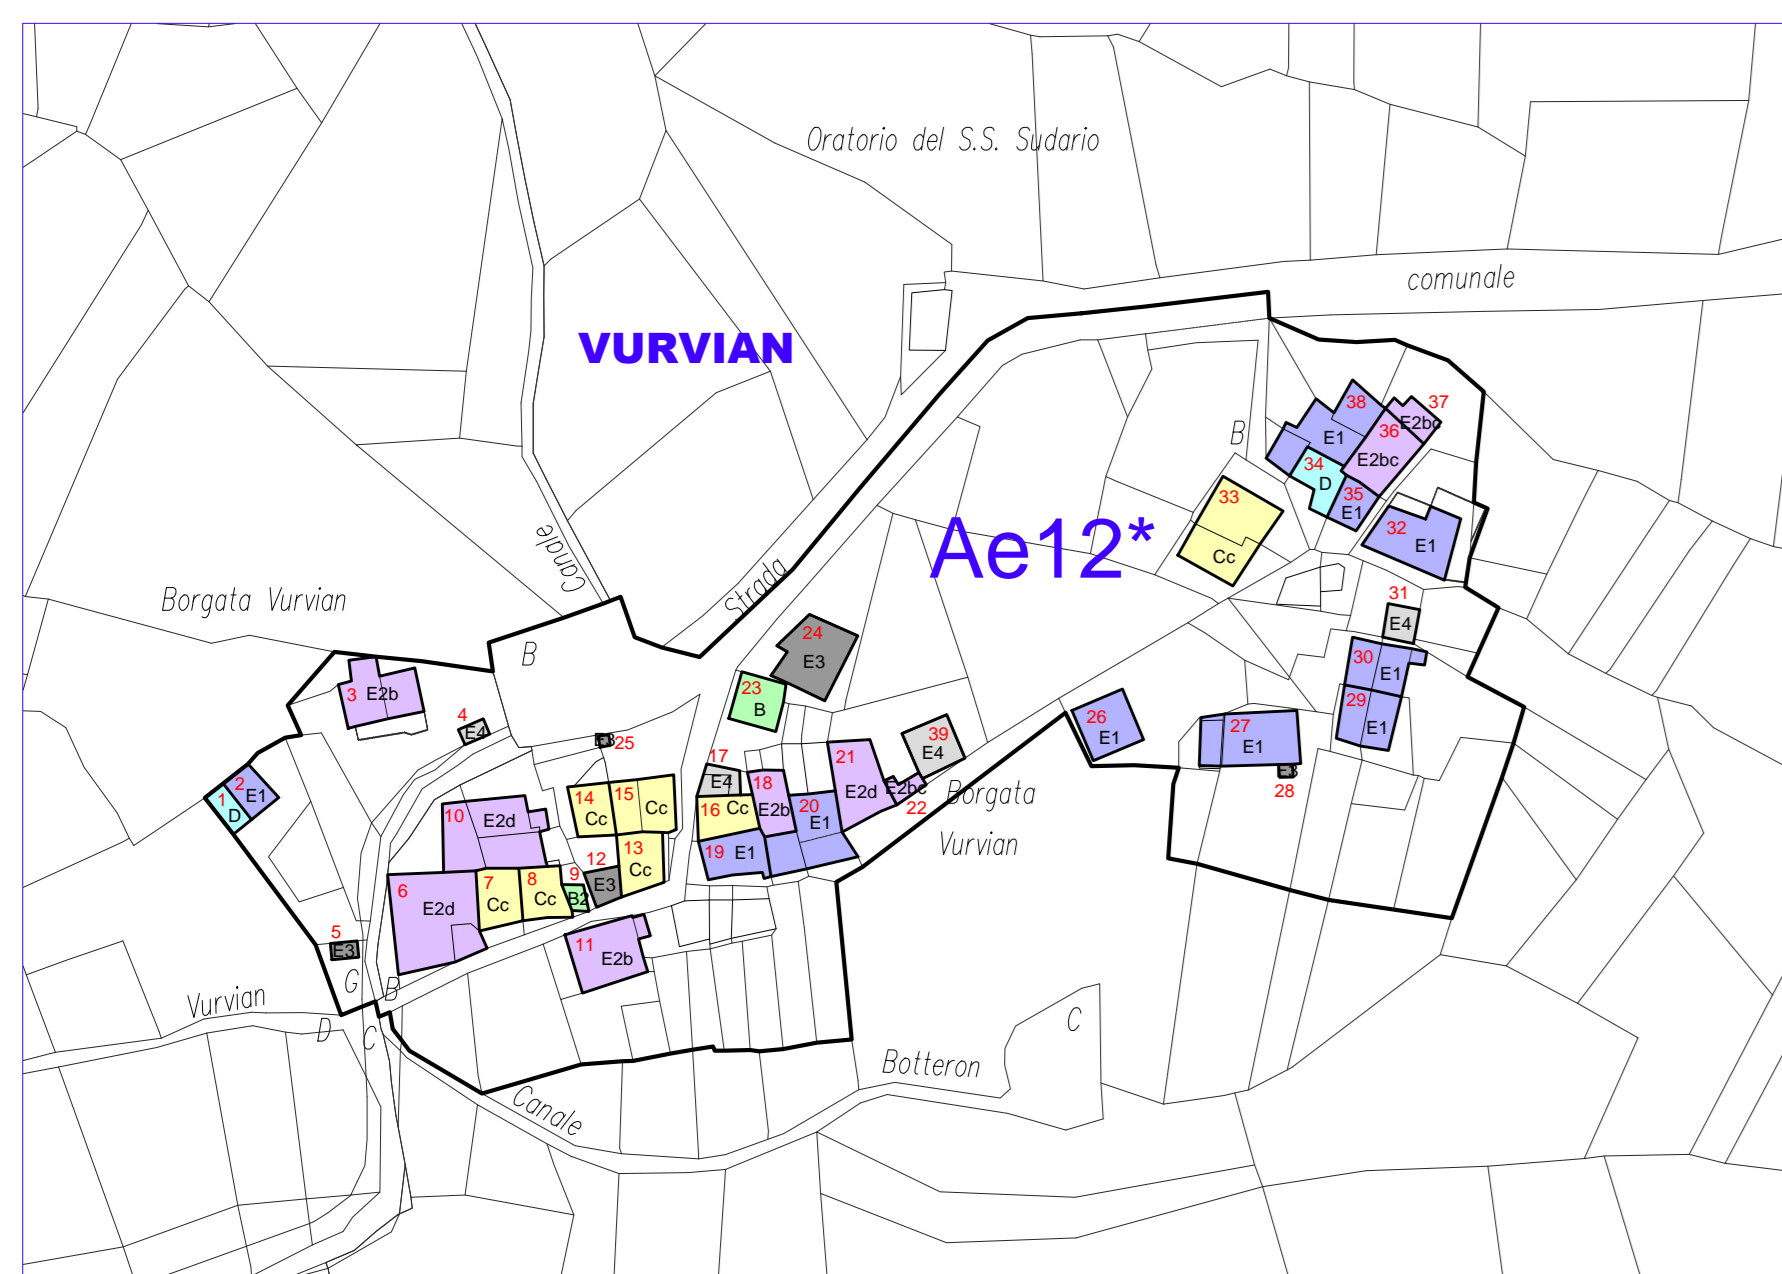 Oratorio del S.S. Sudario
comunale
VURVIAN
Ae12*
Strada
Canale
Borgata Vurvian
B
B
38
E1
37
E2bc
36
E2bc
34
D
35
E1
33
Cc
32
E1
31
E4
30
E1
29
E1
24
E3
23
B
3
E2b
4
E4
E3
25
26
E1
27
E1
E3
28
39
E4
21
E2d
E2bc
22
Borgata
Vurvian
17
E4
18
E2b
20
E1
16
Cc
19
E1
2
E1
1
D
14
Cc
15
Cc
10
E2d
13
Cc
12
E3
9
B2
8
Cc
7
Cc
6
E2d
5
E3
11
E2b
G
B
Vurvian
D
C
C
Botteron
Canale